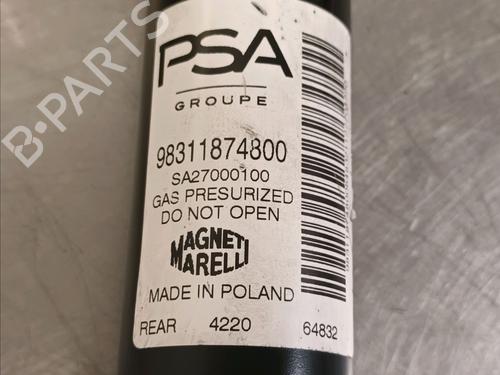 B-PARTS
PSA
GROUPE
98311874800
SA27000100
GAS PRESURIZED
DO NOT OPEN
MAGNETI
MARELLI
MADE IN POLAND
REAR 4220 64832